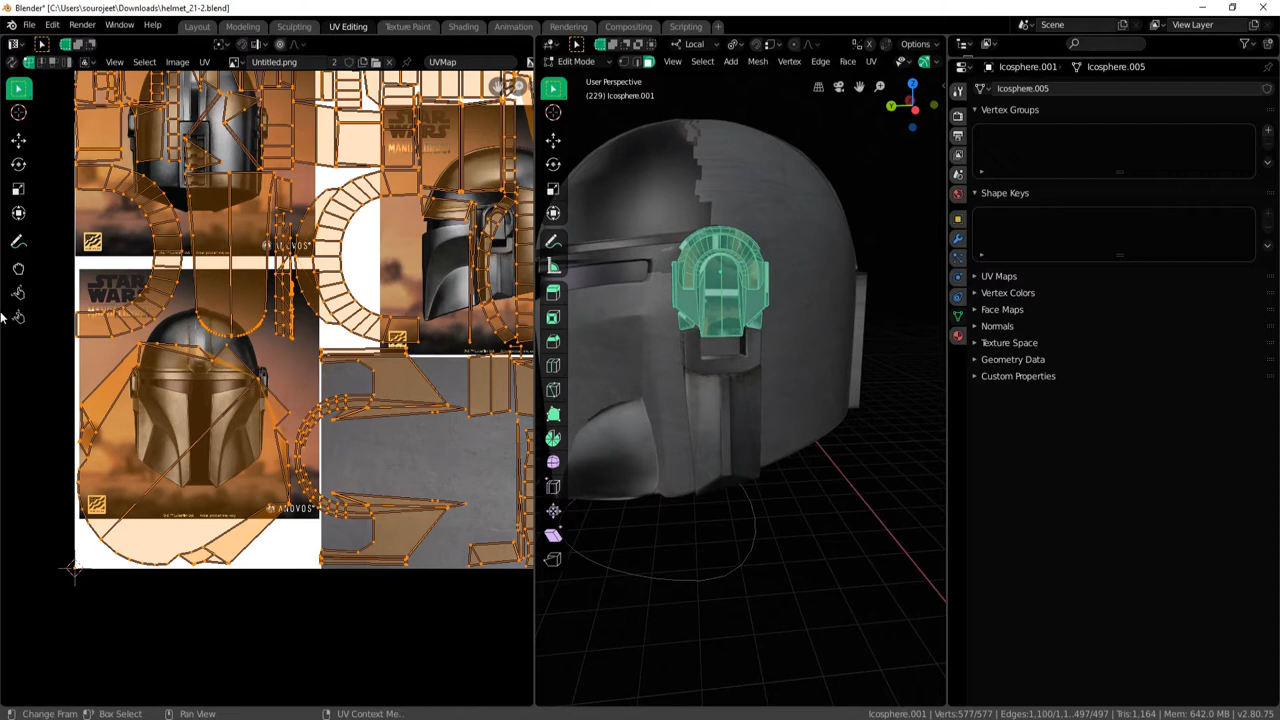 Blender* [C:\Users\sourojeet\Downloads\helmet_21-2.blend]
File Edit Render Window Help Layout Modeling Sculpting UV Editing Texture Paint Shading Animation Rendering Compositing Scripting Scene View Layer
Local Options
View Select Image UV Untitled.png 2 UVMap
Edit Mode View Select Add Mesh Vertex Edge Face UV
Icosphere.001 Icosphere.005
User Perspective
(229) Icosphere.001
Icosphere.005
Vertex Groups
Shape Keys
UV Maps
Vertex Colors
Face Maps
Normals
Texture Space
Geometry Data
Custom Properties
STAR
WARS
STAR
WARS
Z
Y
Change Fram Box Select Pan View UV Context Me..
Icosphere.001 | Verts:577/577 | Edges:1,100/1,1..497/497 | Tris:1,164 | Mem: 642.0 MB | v2.80.75